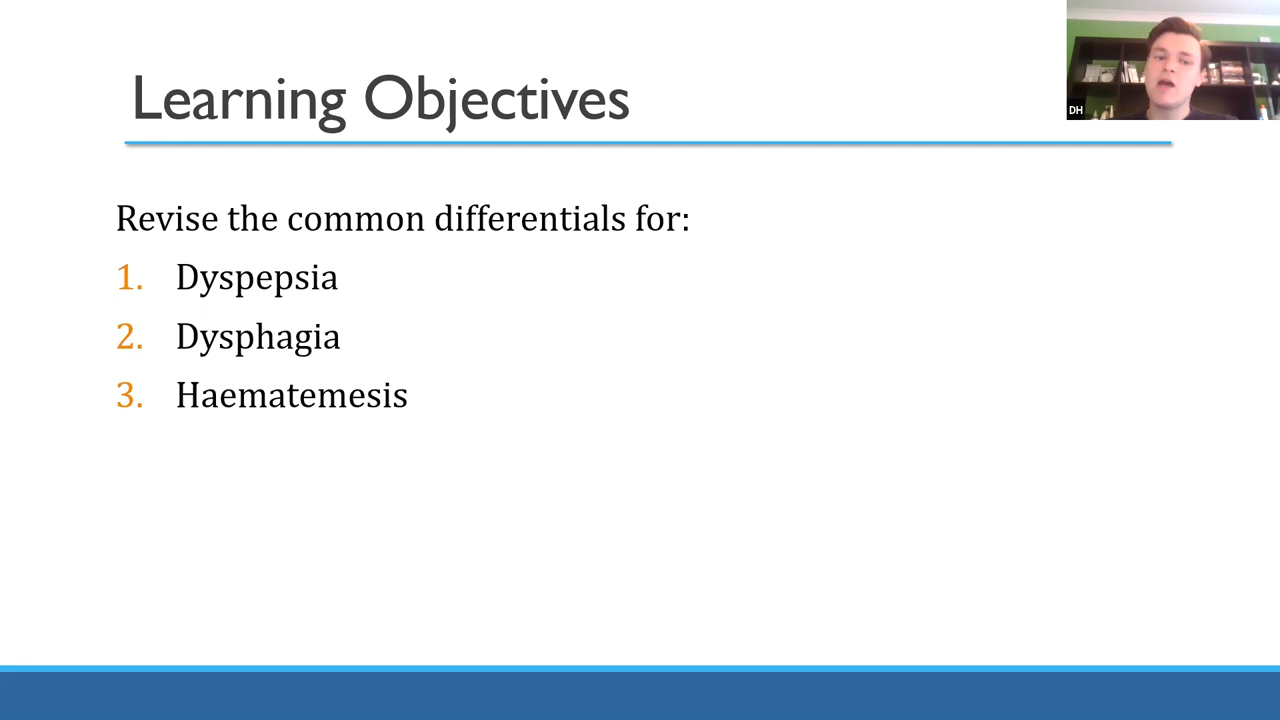 Learning Objectives
DH
Revise the common differentials for:
1. Dyspepsia
2. Dysphagia
3. Haematemesis